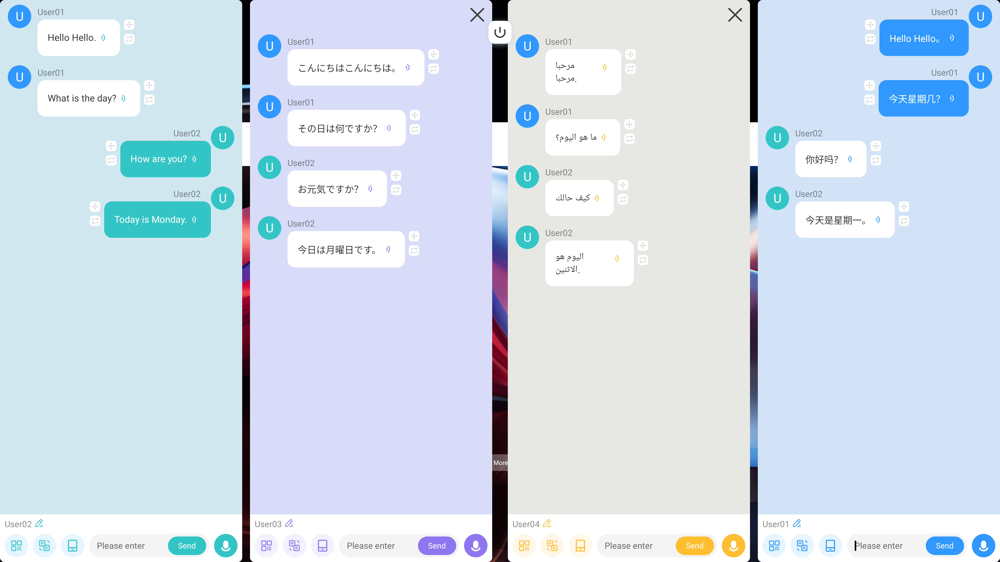 U
User01
Hello Hello.
U
User01
What is the day?
User02
U
How are you?
User02
U
Today is Monday.
User02
Please enter
Send
U
User01
こんにちはこんにちは。
U
User01
その日は何ですか?
U
User02
お元気ですか?
U
User02
今日は月曜日です。
User03
Please enter
Send
More
U
User01
مرحبا
مرحبا.
U
User01
ما هو اليوم؟
U
User02
كيف حالك
U
User02
اليوم هو
الاثنين.
User04
Please enter
Send
User01
U
Hello Hello。
User01
U
今天星期几?
U
User02
你好吗?
U
User02
今天是星期一。
User01
Please enter
Send